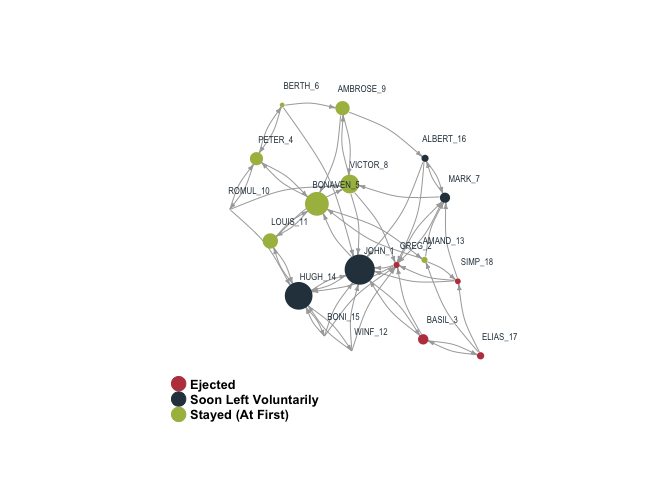 BERTH_6
AMBROSE_9
PETER_4
ALBERT_16
VICTOR_8
MARK_7
BONAVEN_5
ROMUL_10
LOUIS_11
AMAND_13
GREG_2
JOHN_1
SIMP_18
HUGH_14
BONI_15
BASIL_3
WINF_12
ELIAS_17
Ejected
Soon Left Voluntarily
Stayed (At First)